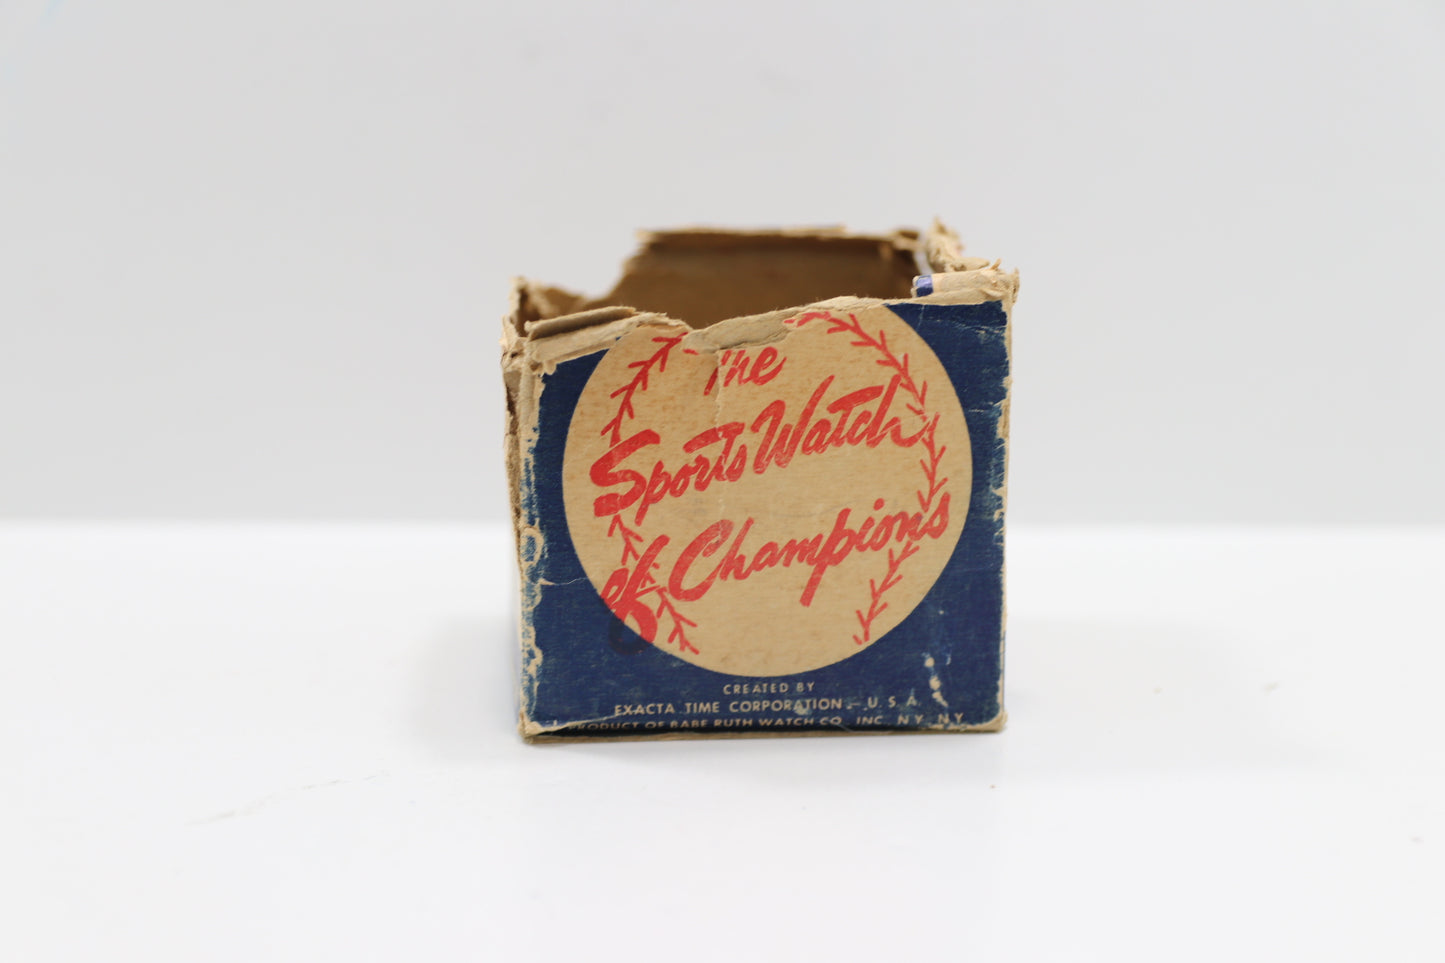 The
Sports Watch
of Champions
CREATED BY
EXACTA TIME CORPORATION - U. S. A.
PRODUCT OF BABE RUTH WATCH CO. INC. N.Y. N.Y.